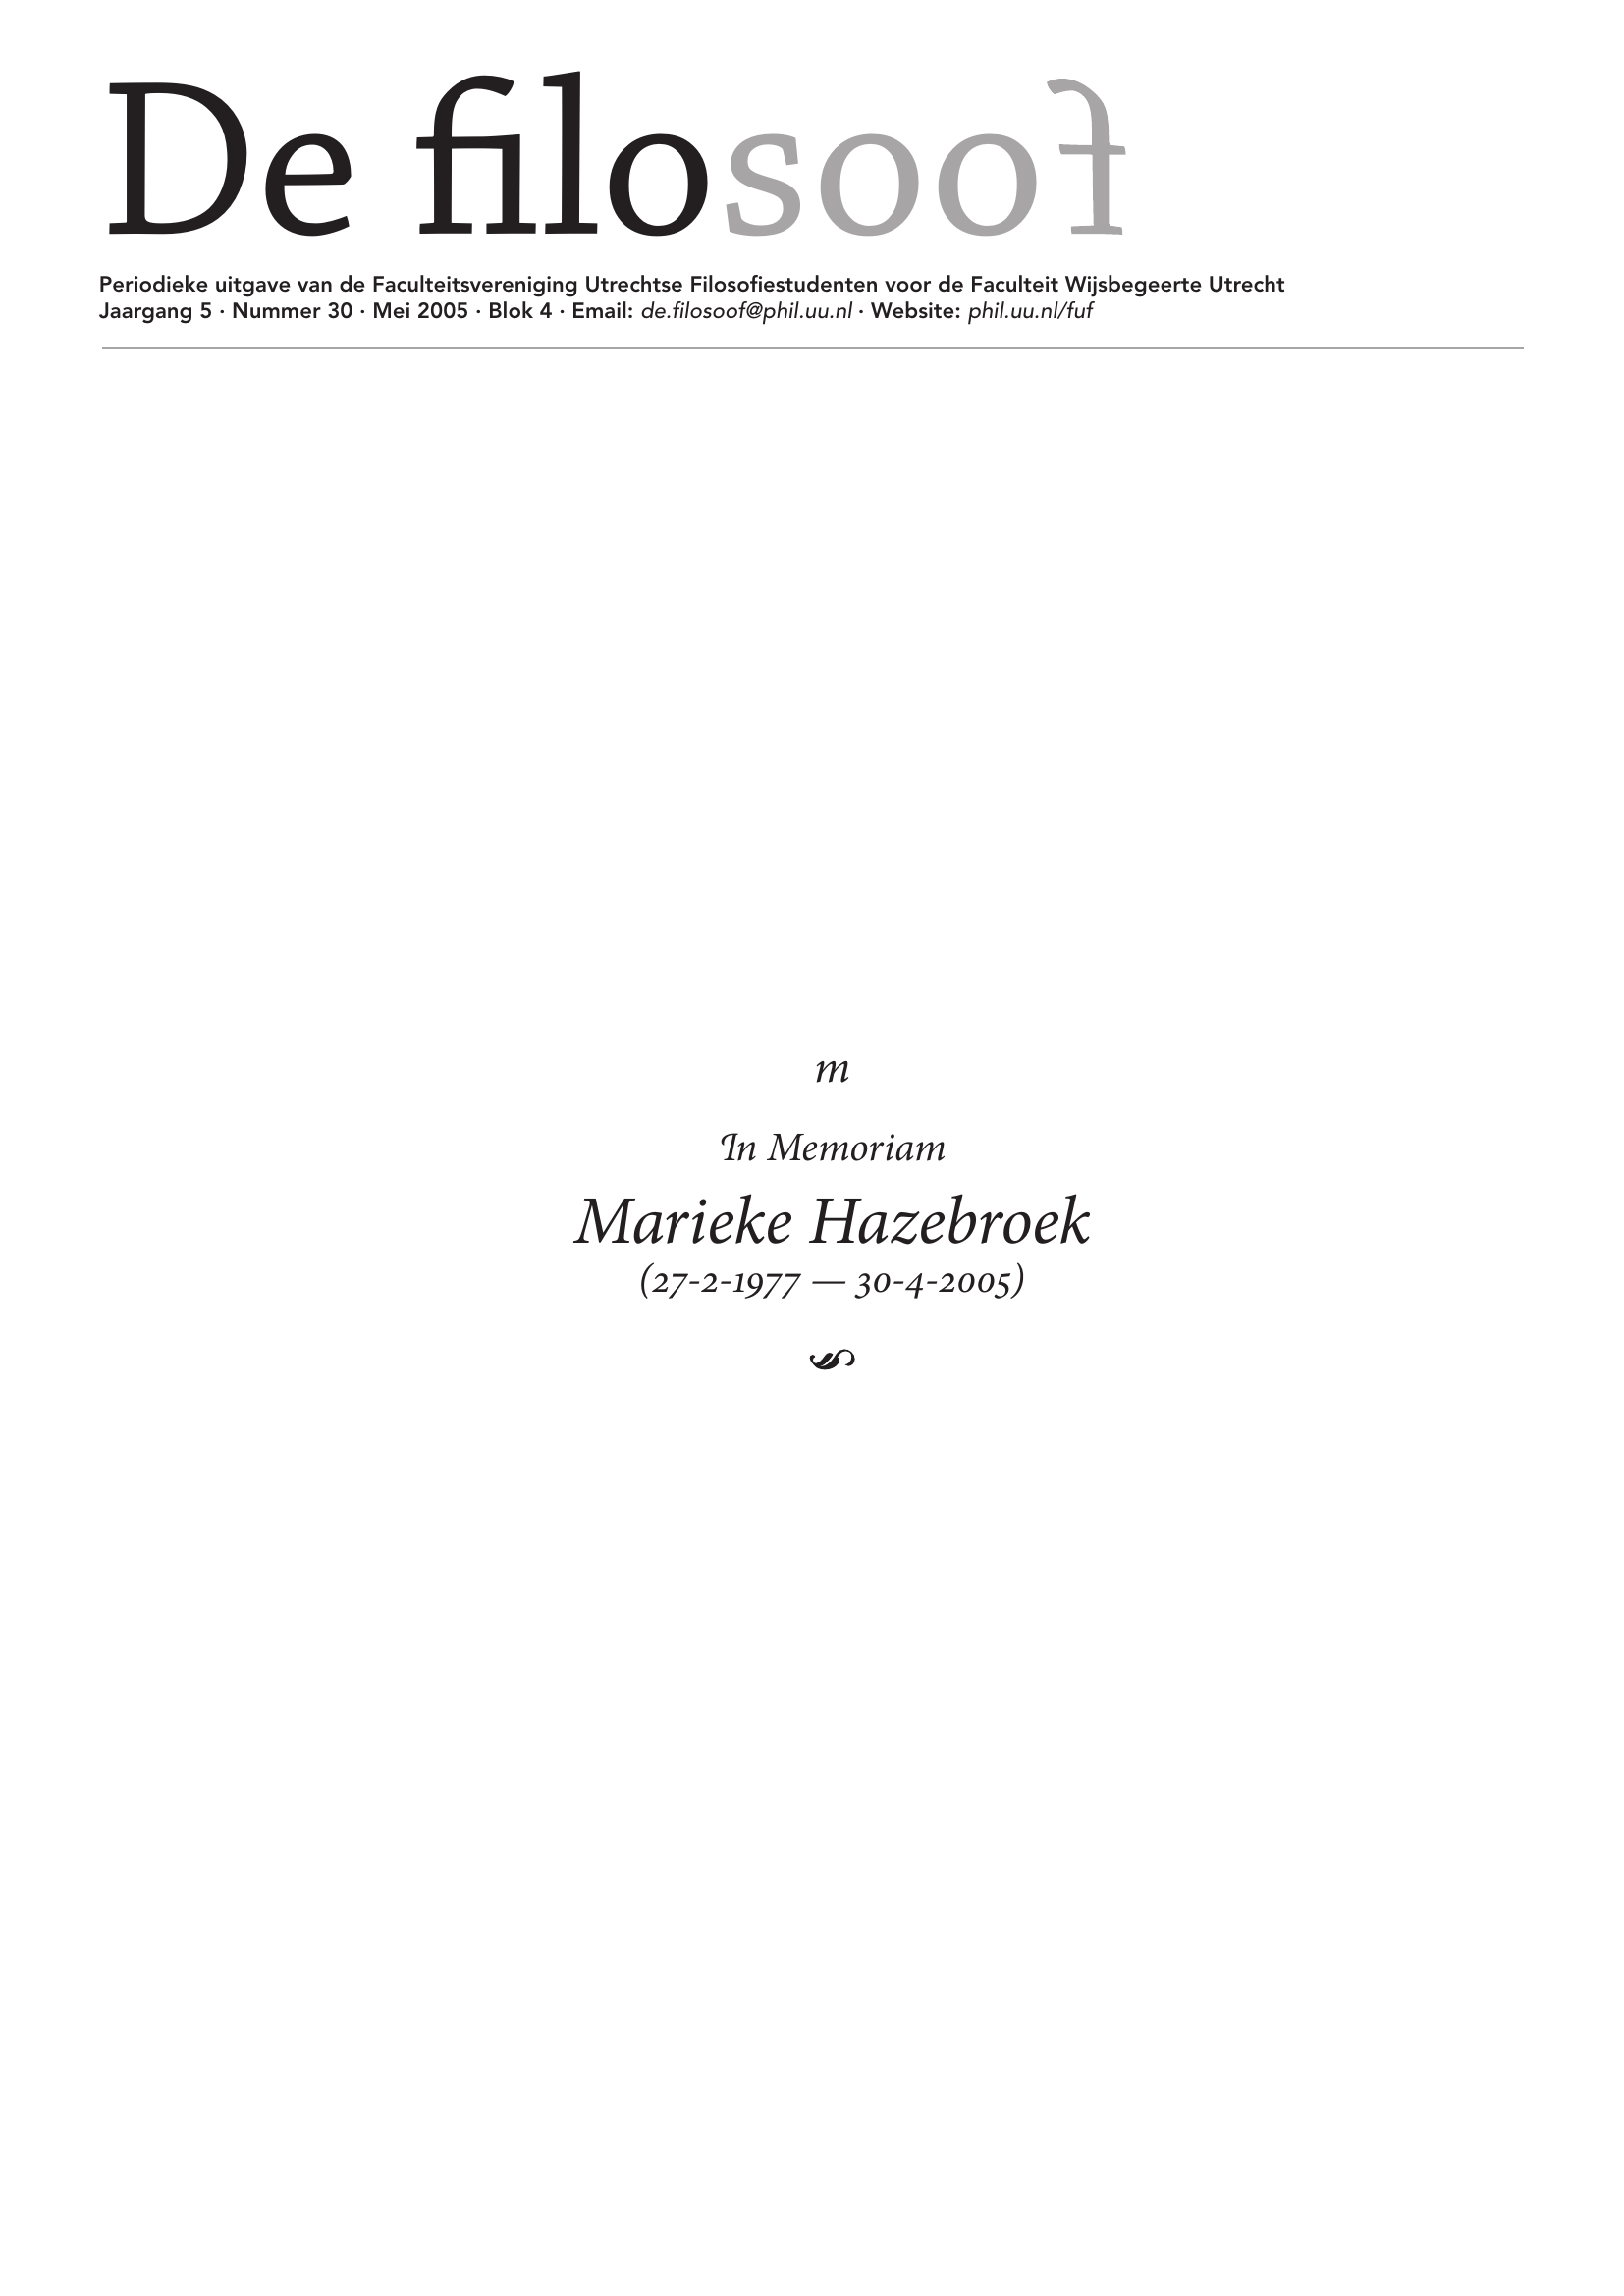 De filosoof
Periodieke uitgave van de Faculteitsvereniging Utrechtse Filosofiestudenten voor de Faculteit Wijsbegeerte Utrecht
Jaargang 5 · Nummer 30 · Mei 2005 · Blok 4 · Email: de.filosoof@phil.uu.nl · Website: phil.uu.nl/fuf
m
In Memoriam
Marieke Hazebroek
(27-2-1977 — 30-4-2005)